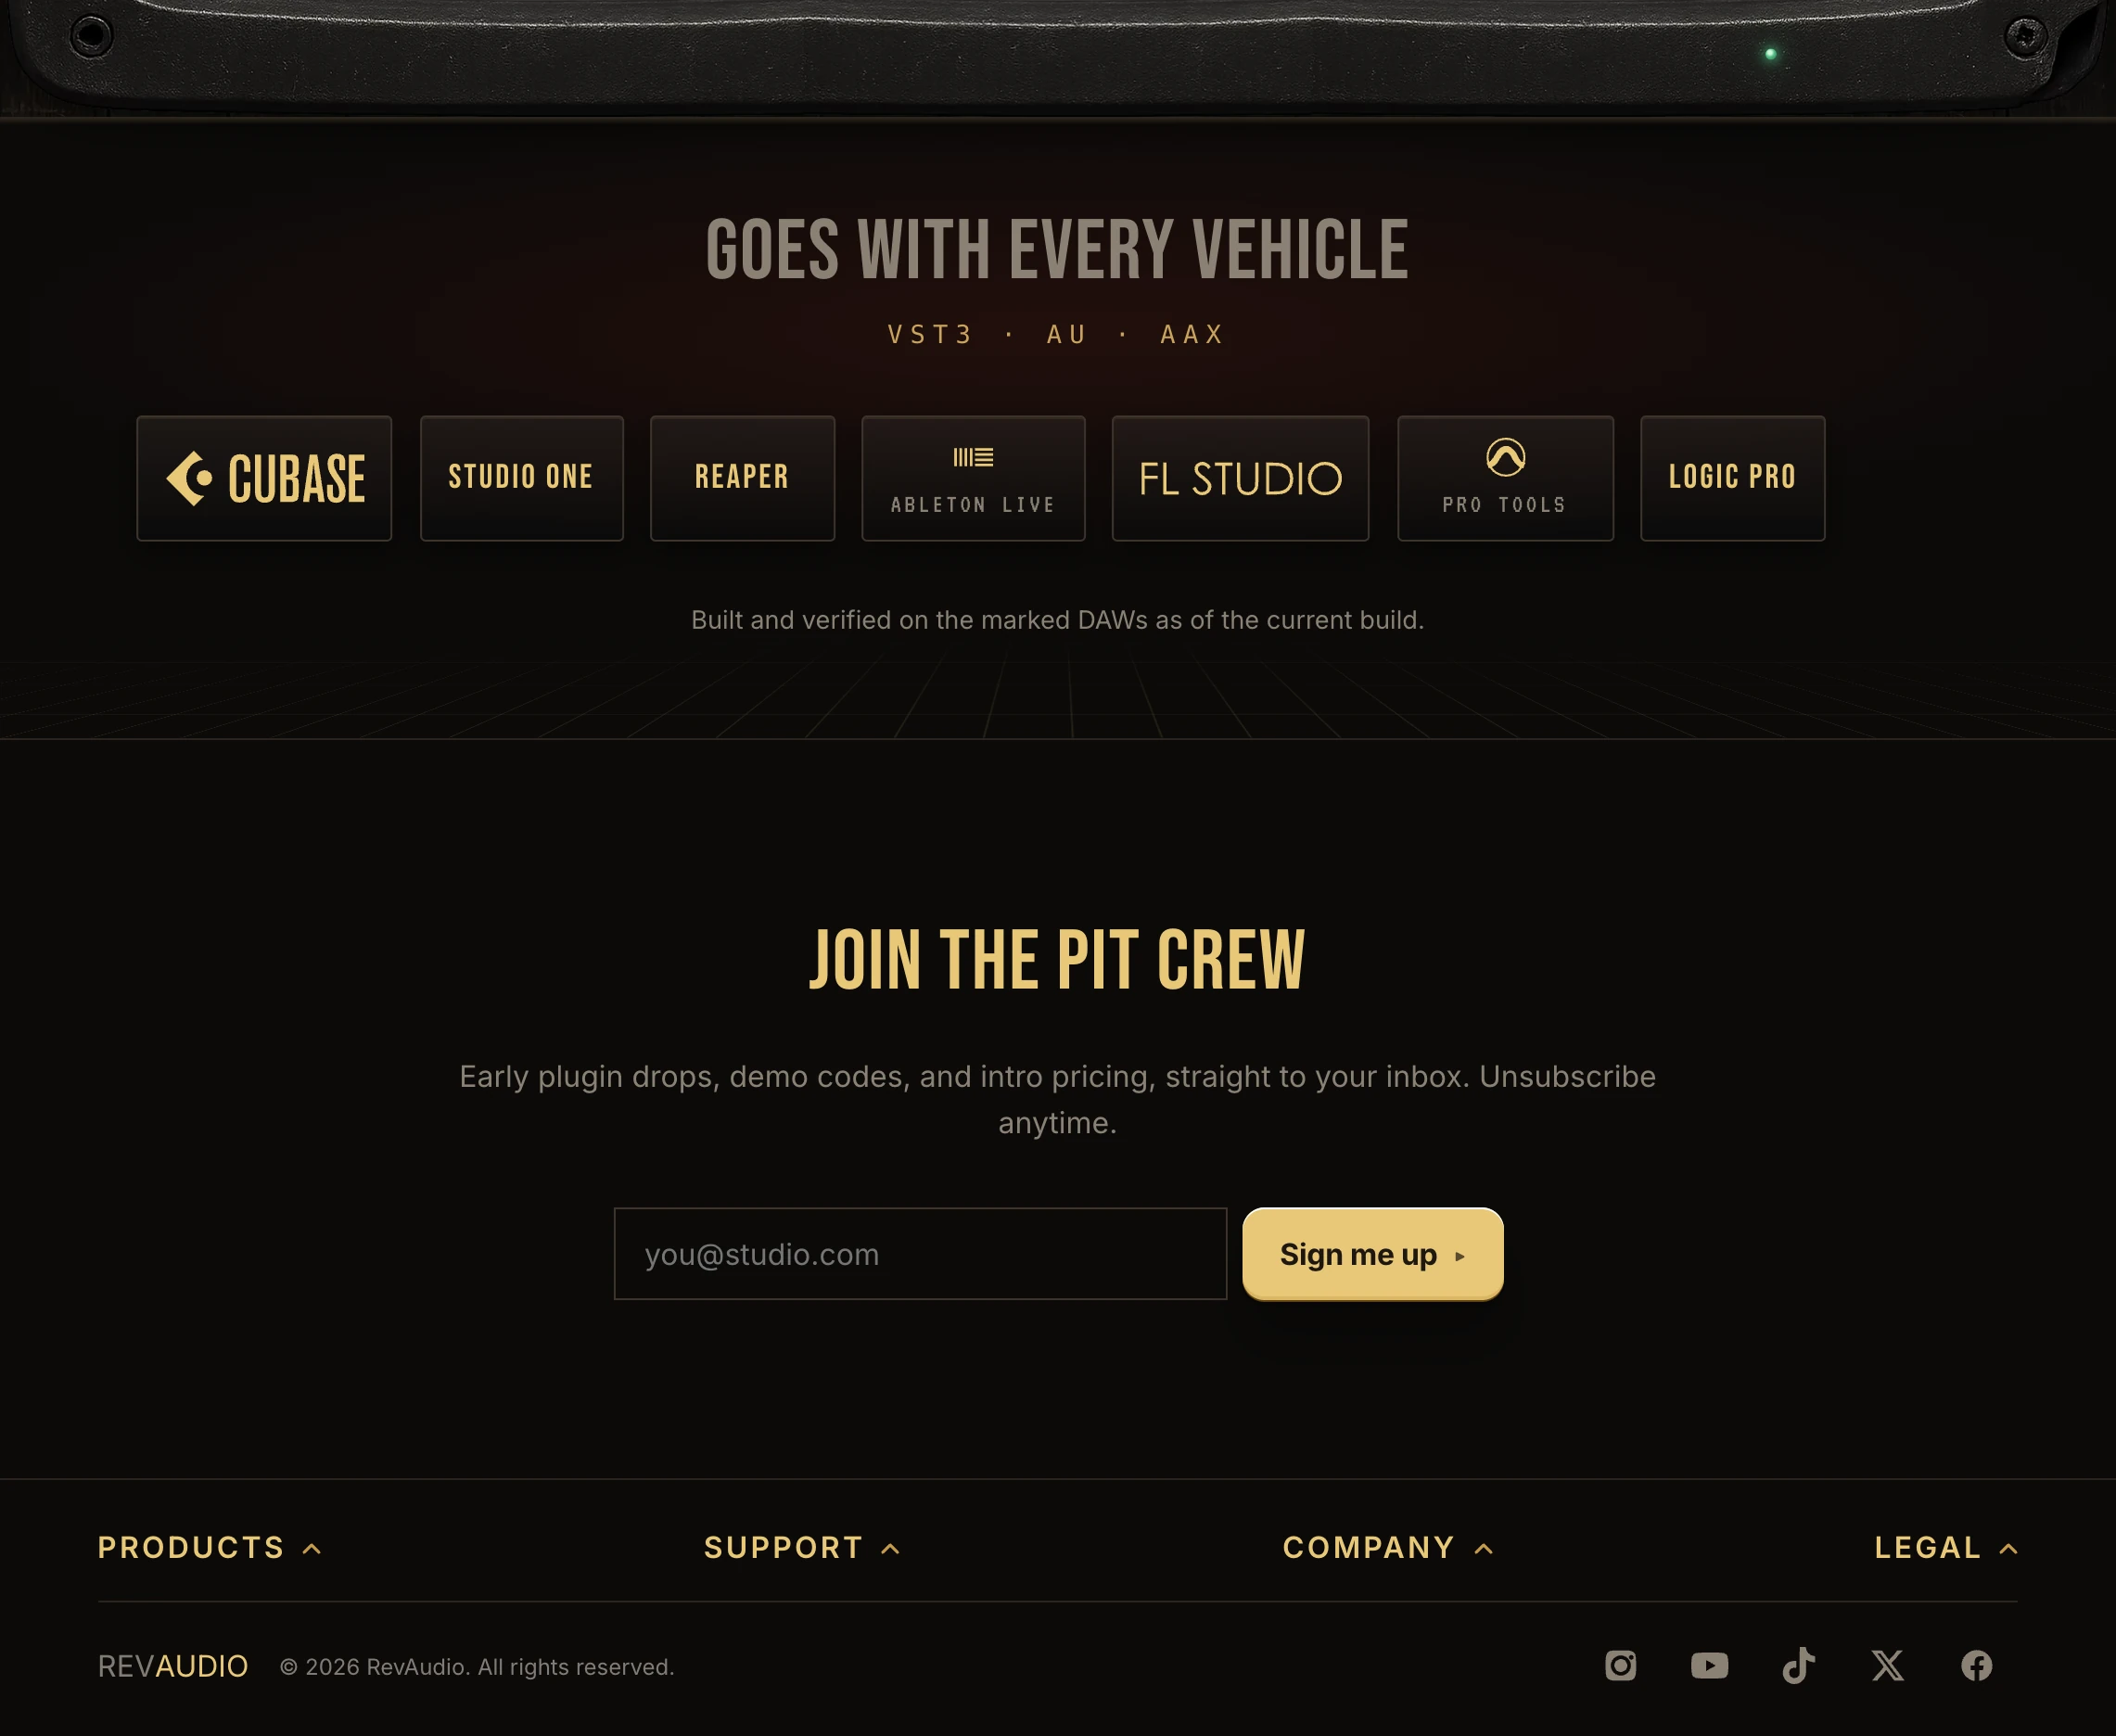 GOES WITH EVERY VEHICLE
VST3 · AU · AAX
CUBASE
STUDIO ONE
REAPER
ABLETON LIVE
FL STUDIO
PRO TOOLS
LOGIC PRO
Built and verified on the marked DAWs as of the current build.
JOIN THE PIT CREW
Early plugin drops, demo codes, and intro pricing, straight to your inbox. Unsubscribe
anytime.
you@studio.com
Sign me up
PRODUCTS
SUPPORT
COMPANY
LEGAL
REVAUDIO
© 2026 RevAudio. All rights reserved.